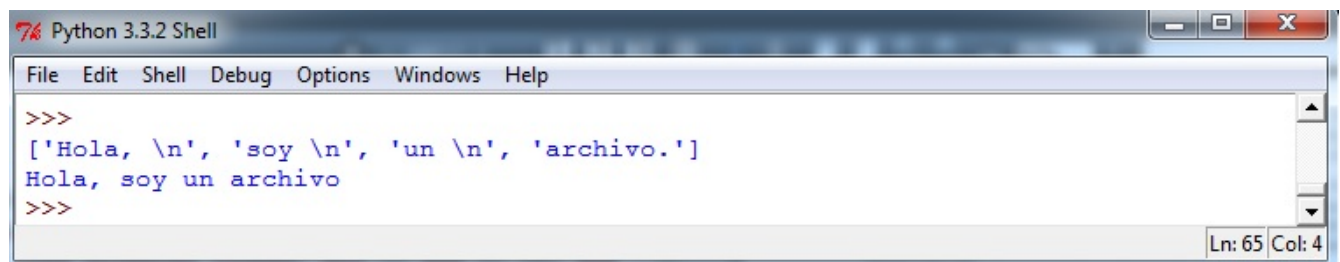 Python 3.3.2 Shell
File Edit Shell Debug Options Windows Help
>>>
['Hola, \n', 'soy \n', 'un \n', 'archivo.']
Hola, soy un archivo
>>>
Ln: 65 Col: 4